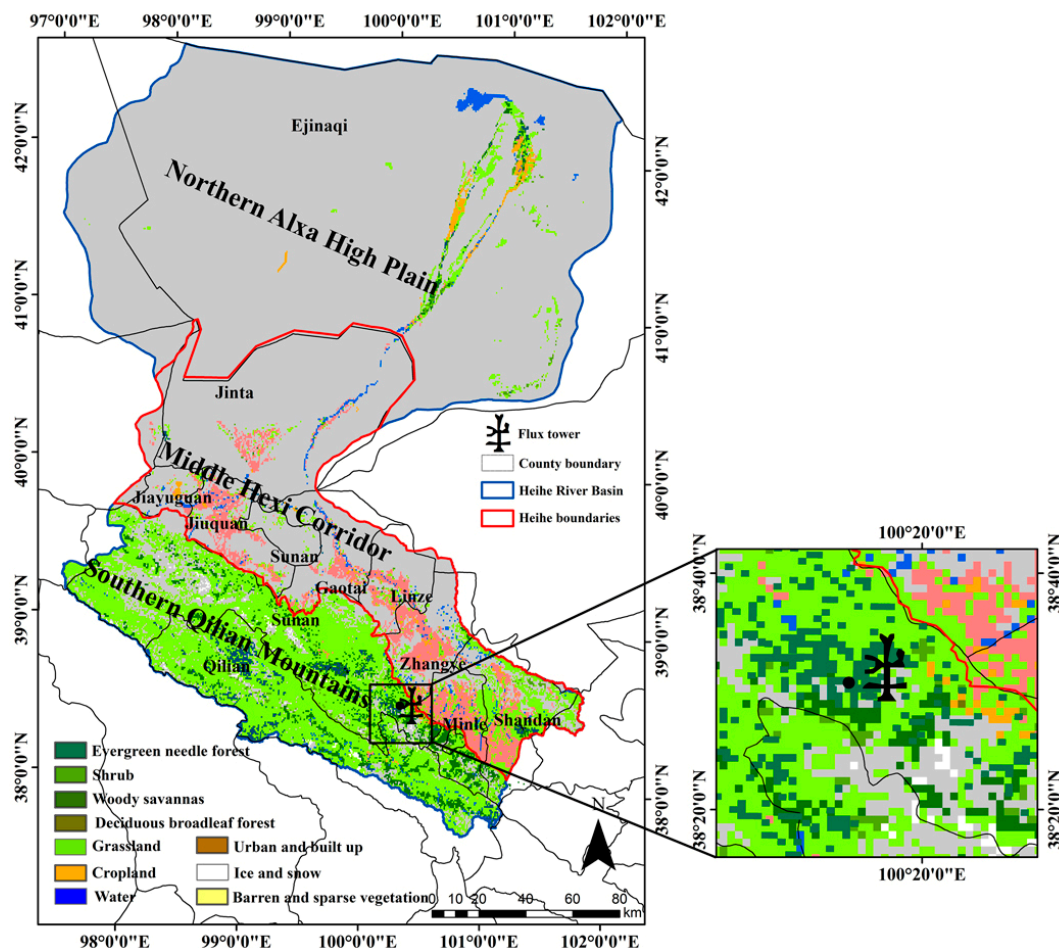 97°0'0"E 98°0'0"E 99°0'0"E 100°0'0"E 101°0'0"E 102°0'0"E
42°0'0"N
41°0'0"N
40°0'0"N
39°0'0"N
38°0'0"N
Ejinaqi
Northern Alxa High Plain
Jinta
Middle Hexi Corridor
Jiayuguan
Jiuquan
Sunan
Gaotai
Linze
Southern Qilian Mountains
Sunan
Qilian
Zhangye
Minle
Shandan
42°0'0"N
41°0'0"N
40°0'0"N
39°0'0"N
38°0'0"N
Flux tower
County boundary
Heihe River Basin
Heihe boundaries
Evergreen needle forest
Shrub
Woody savannas
Deciduous broadleaf forest
Grassland
Cropland
Water
Urban and built up
Ice and snow
Barren and sparse vegetation
N
0 10 20 40 60 80
km
98°0'0"E 99°0'0"E 100°0'0"E 101°0'0"E 102°0'0"E
100°20'0"E
38°40'0"N
38°20'0"N
38°40'0"N
38°20'0"N
100°20'0"E